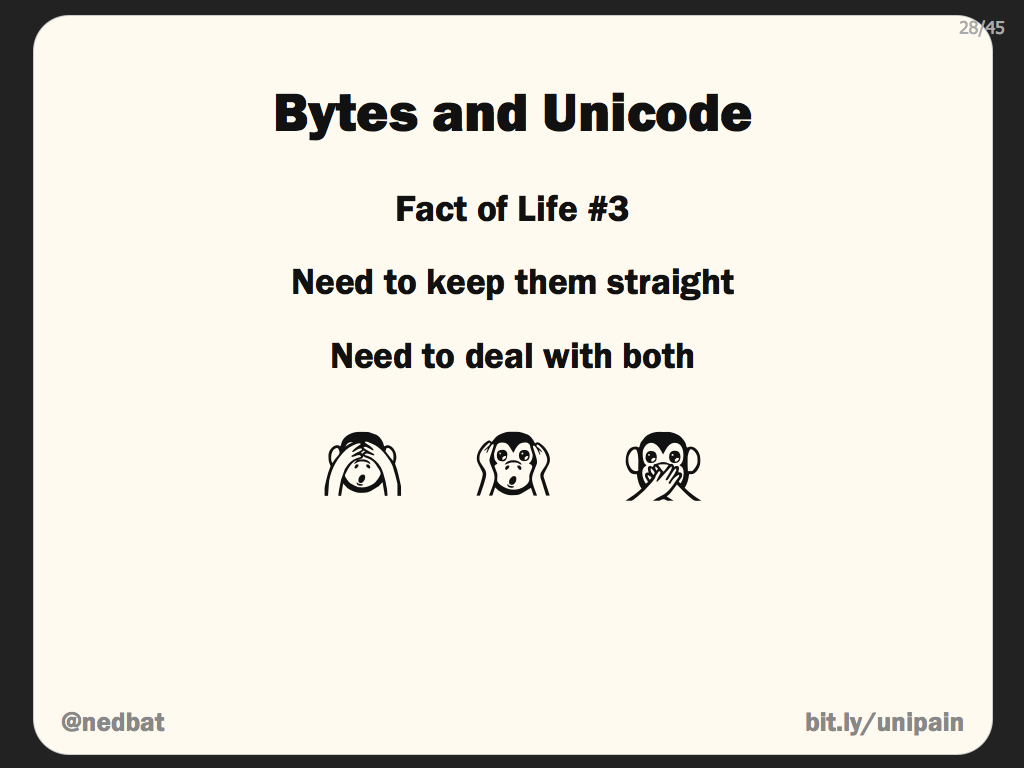 28/45
Bytes and Unicode
Fact of Life #3
Need to keep them straight
Need to deal with both
🙈 🙉 🙊
@nedbat
bit.ly/unipain